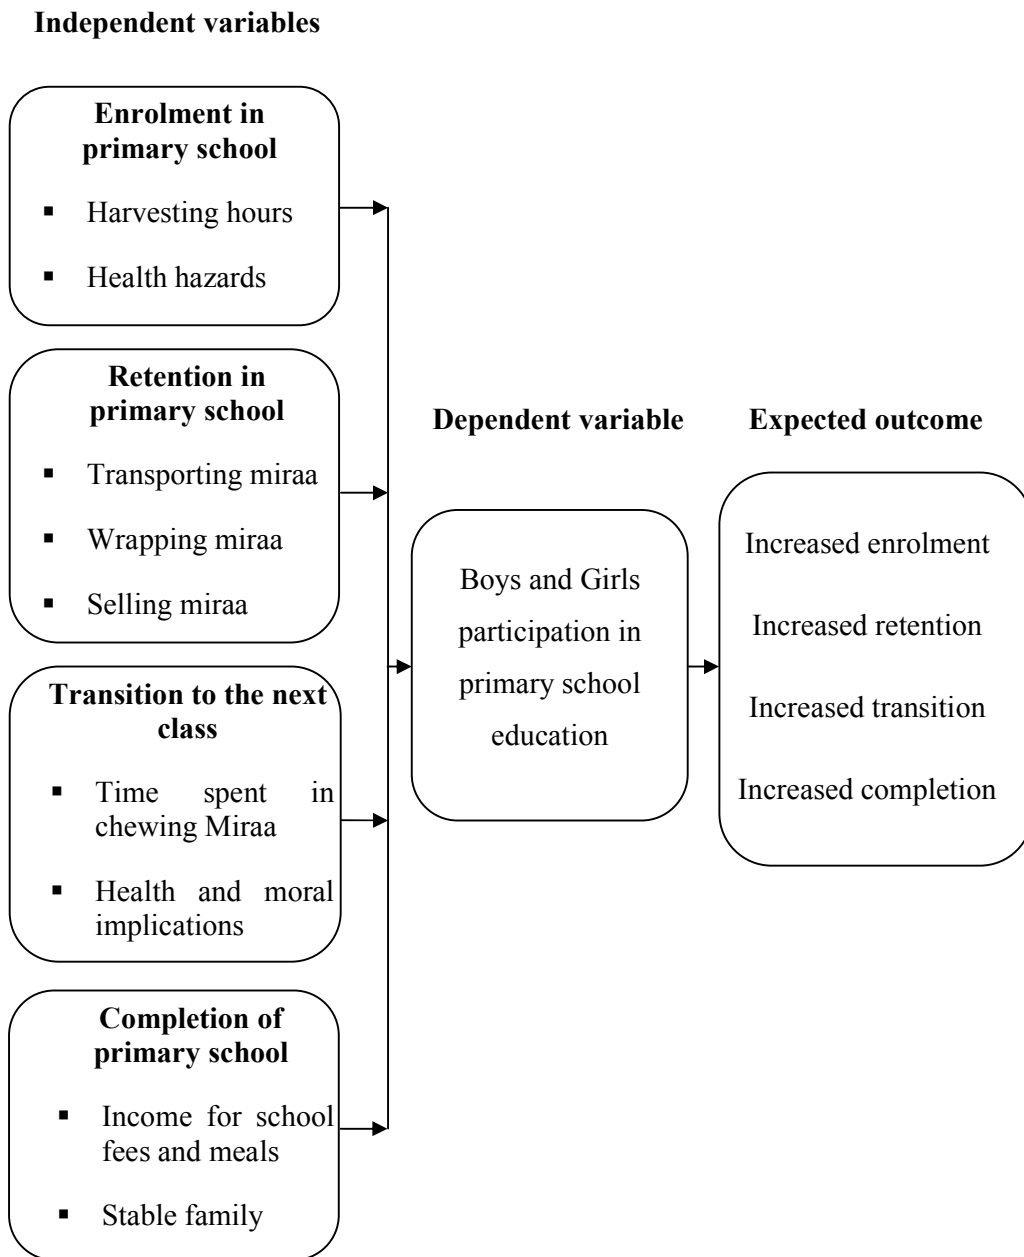 Independent variables
Enrolment in
primary school
▪ Harvesting hours
▪ Health hazards
Retention in
primary school
▪ Transporting miraa
▪ Wrapping miraa
▪ Selling miraa
Transition to the next
class
▪ Time spent in
chewing Miraa
▪ Health and moral
implications
Completion of
primary school
▪ Income for school
fees and meals
▪ Stable family
Dependent variable
Boys and Girls
participation in
primary school
education
Expected outcome
Increased enrolment
Increased retention
Increased transition
Increased completion